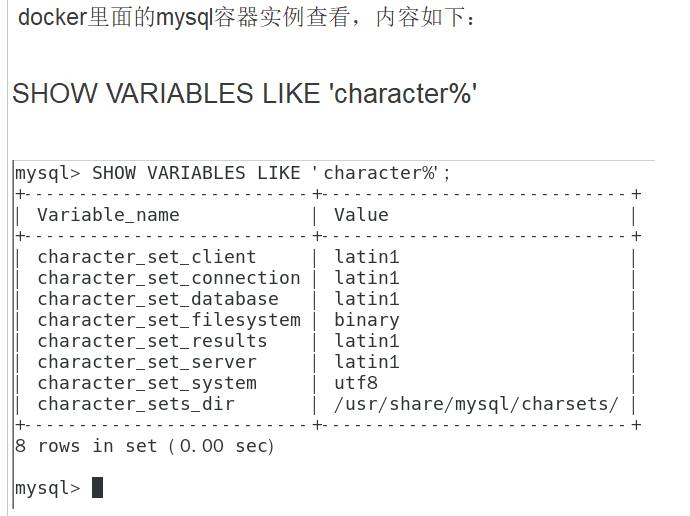 docker里面的mysql容器实例查看，内容如下：
SHOW VARIABLES LIKE 'character%'
mysql> SHOW VARIABLES LIKE 'character%';
+--------------------------+----------------------------+
| Variable_name            | Value                      |
+--------------------------+----------------------------+
| character_set_client     | latin1                     |
| character_set_connection | latin1                     |
| character_set_database   | latin1                     |
| character_set_filesystem | binary                     |
| character_set_results    | latin1                     |
| character_set_server     | latin1                     |
| character_set_system     | utf8                       |
| character_sets_dir       | /usr/share/mysql/charsets/ |
+--------------------------+----------------------------+
8 rows in set (0.00 sec)
mysql>